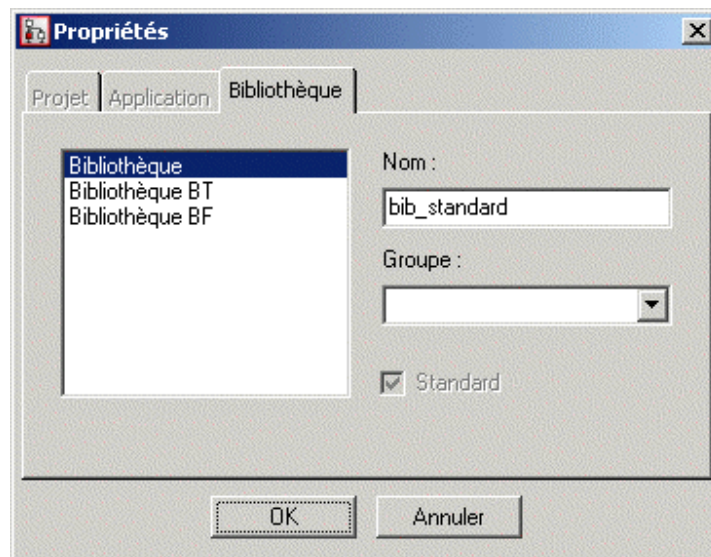 Propriétés
Projet Application Bibliothèque
Bibliothèque
Bibliothèque BT
Bibliothèque BF
Nom :
bib_standard
Groupe :
Standard
OK Annuler